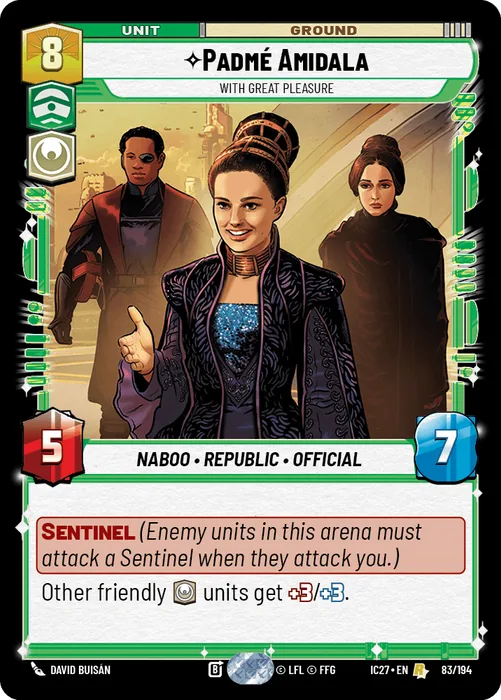 UNIT
GROUND
8
✧PADMÉ AMIDALA
WITH GREAT PLEASURE
5
7
NABOO • REPUBLIC • OFFICIAL
SENTINEL (Enemy units in this arena must
attack a Sentinel when they attack you.)
Other friendly units get +3/+3.
DAVID BUISÁN
B
© LFL © FFG
IC27 • EN
R
83/194